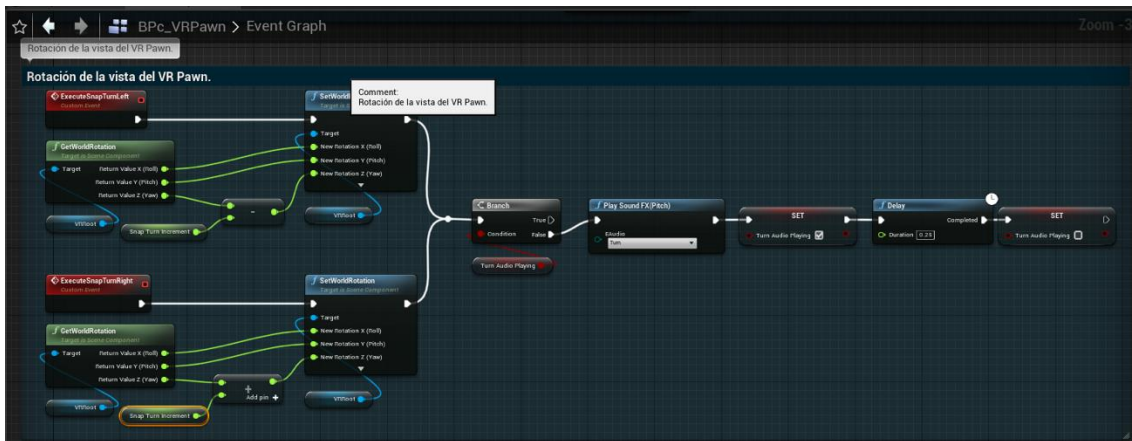 BPc_VRPawn > Event Graph
Zoom -3
Rotación de la vista del VR Pawn.
Rotación de la vista del VR Pawn.
Comment:
Rotación de la vista del VR Pawn.
ExecuteSnapTurnLeft
Custom Event
SetWorld
Target is S
Target
New Rotation X (Roll)
New Rotation Y (Pitch)
New Rotation Z (Yaw)
GetWorldRotation
Target is Scene Component
Target
Return Value X (Roll)
Return Value Y (Pitch)
Return Value Z (Yaw)
-
VRRoot
Snap Turn Increment
VRRoot
Branch
True
Condition
False
Turn Audio Playing
Play Sound FX(Pitch)
EAudio
Turn
SET
Turn Audio Playing
Delay
Completed
Duration
SET
Turn Audio Playing
ExecuteSnapTurnRight
Custom Event
SetWorldRotation
Target is Scene Component
Target
New Rotation X (Roll)
New Rotation Y (Pitch)
New Rotation Z (Yaw)
GetWorldRotation
Target is Scene Component
Target
Return Value X (Roll)
Return Value Y (Pitch)
Return Value Z (Yaw)
+
Add pin +
VRRoot
Snap Turn Increment
VRRoot